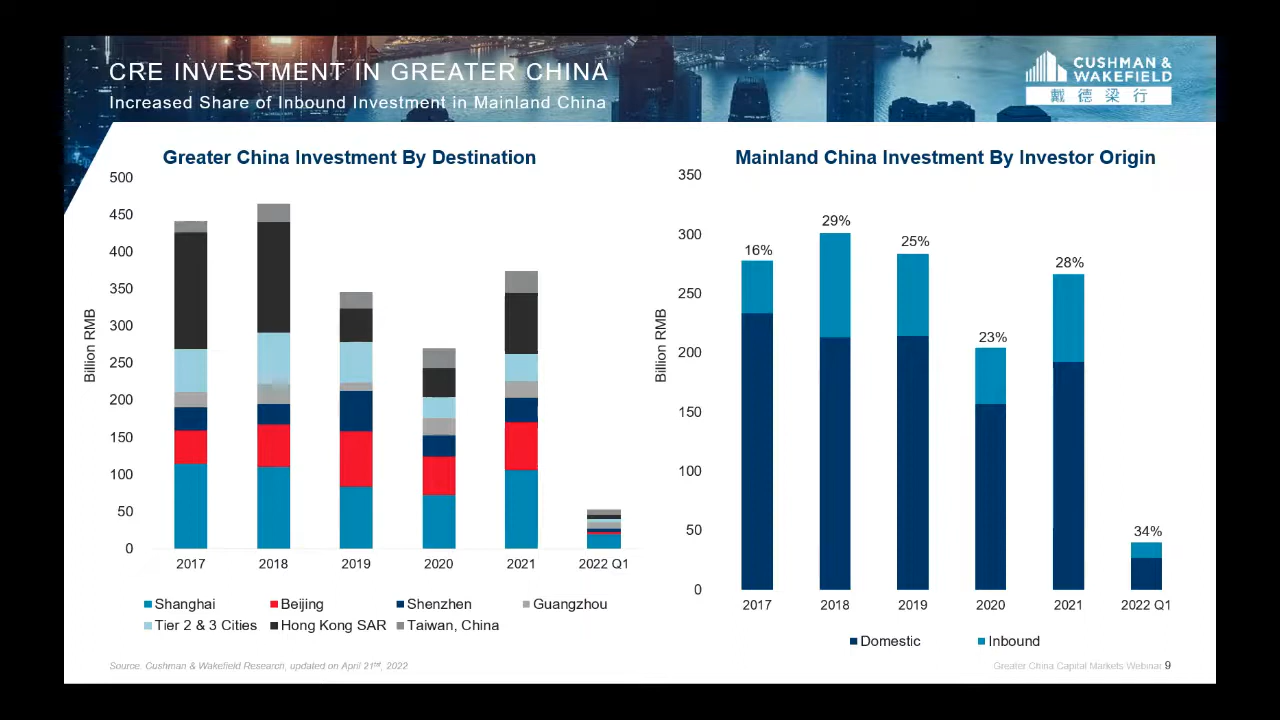 CRE INVESTMENT IN GREATER CHINA
Increased Share of Inbound Investment in Mainland China
CUSHMAN &
WAKEFIELD
戴德梁行
Greater China Investment By Destination
500
450
400
350
300
250
200
150
100
50
0
Billion RMB
2017 2018 2019 2020 2021 2022 Q1
Shanghai Beijing Shenzhen Guangzhou
Tier 2 & 3 Cities Hong Kong SAR Taiwan, China
Mainland China Investment By Investor Origin
350
300
250
200
150
100
50
0
Billion RMB
16% 29% 25% 23% 28% 34%
2017 2018 2019 2020 2021 2022 Q1
Domestic Inbound
Source. Cushman & Wakefield Research, updated on April 21st, 2022
Greater China Capital Markets Webinar 9